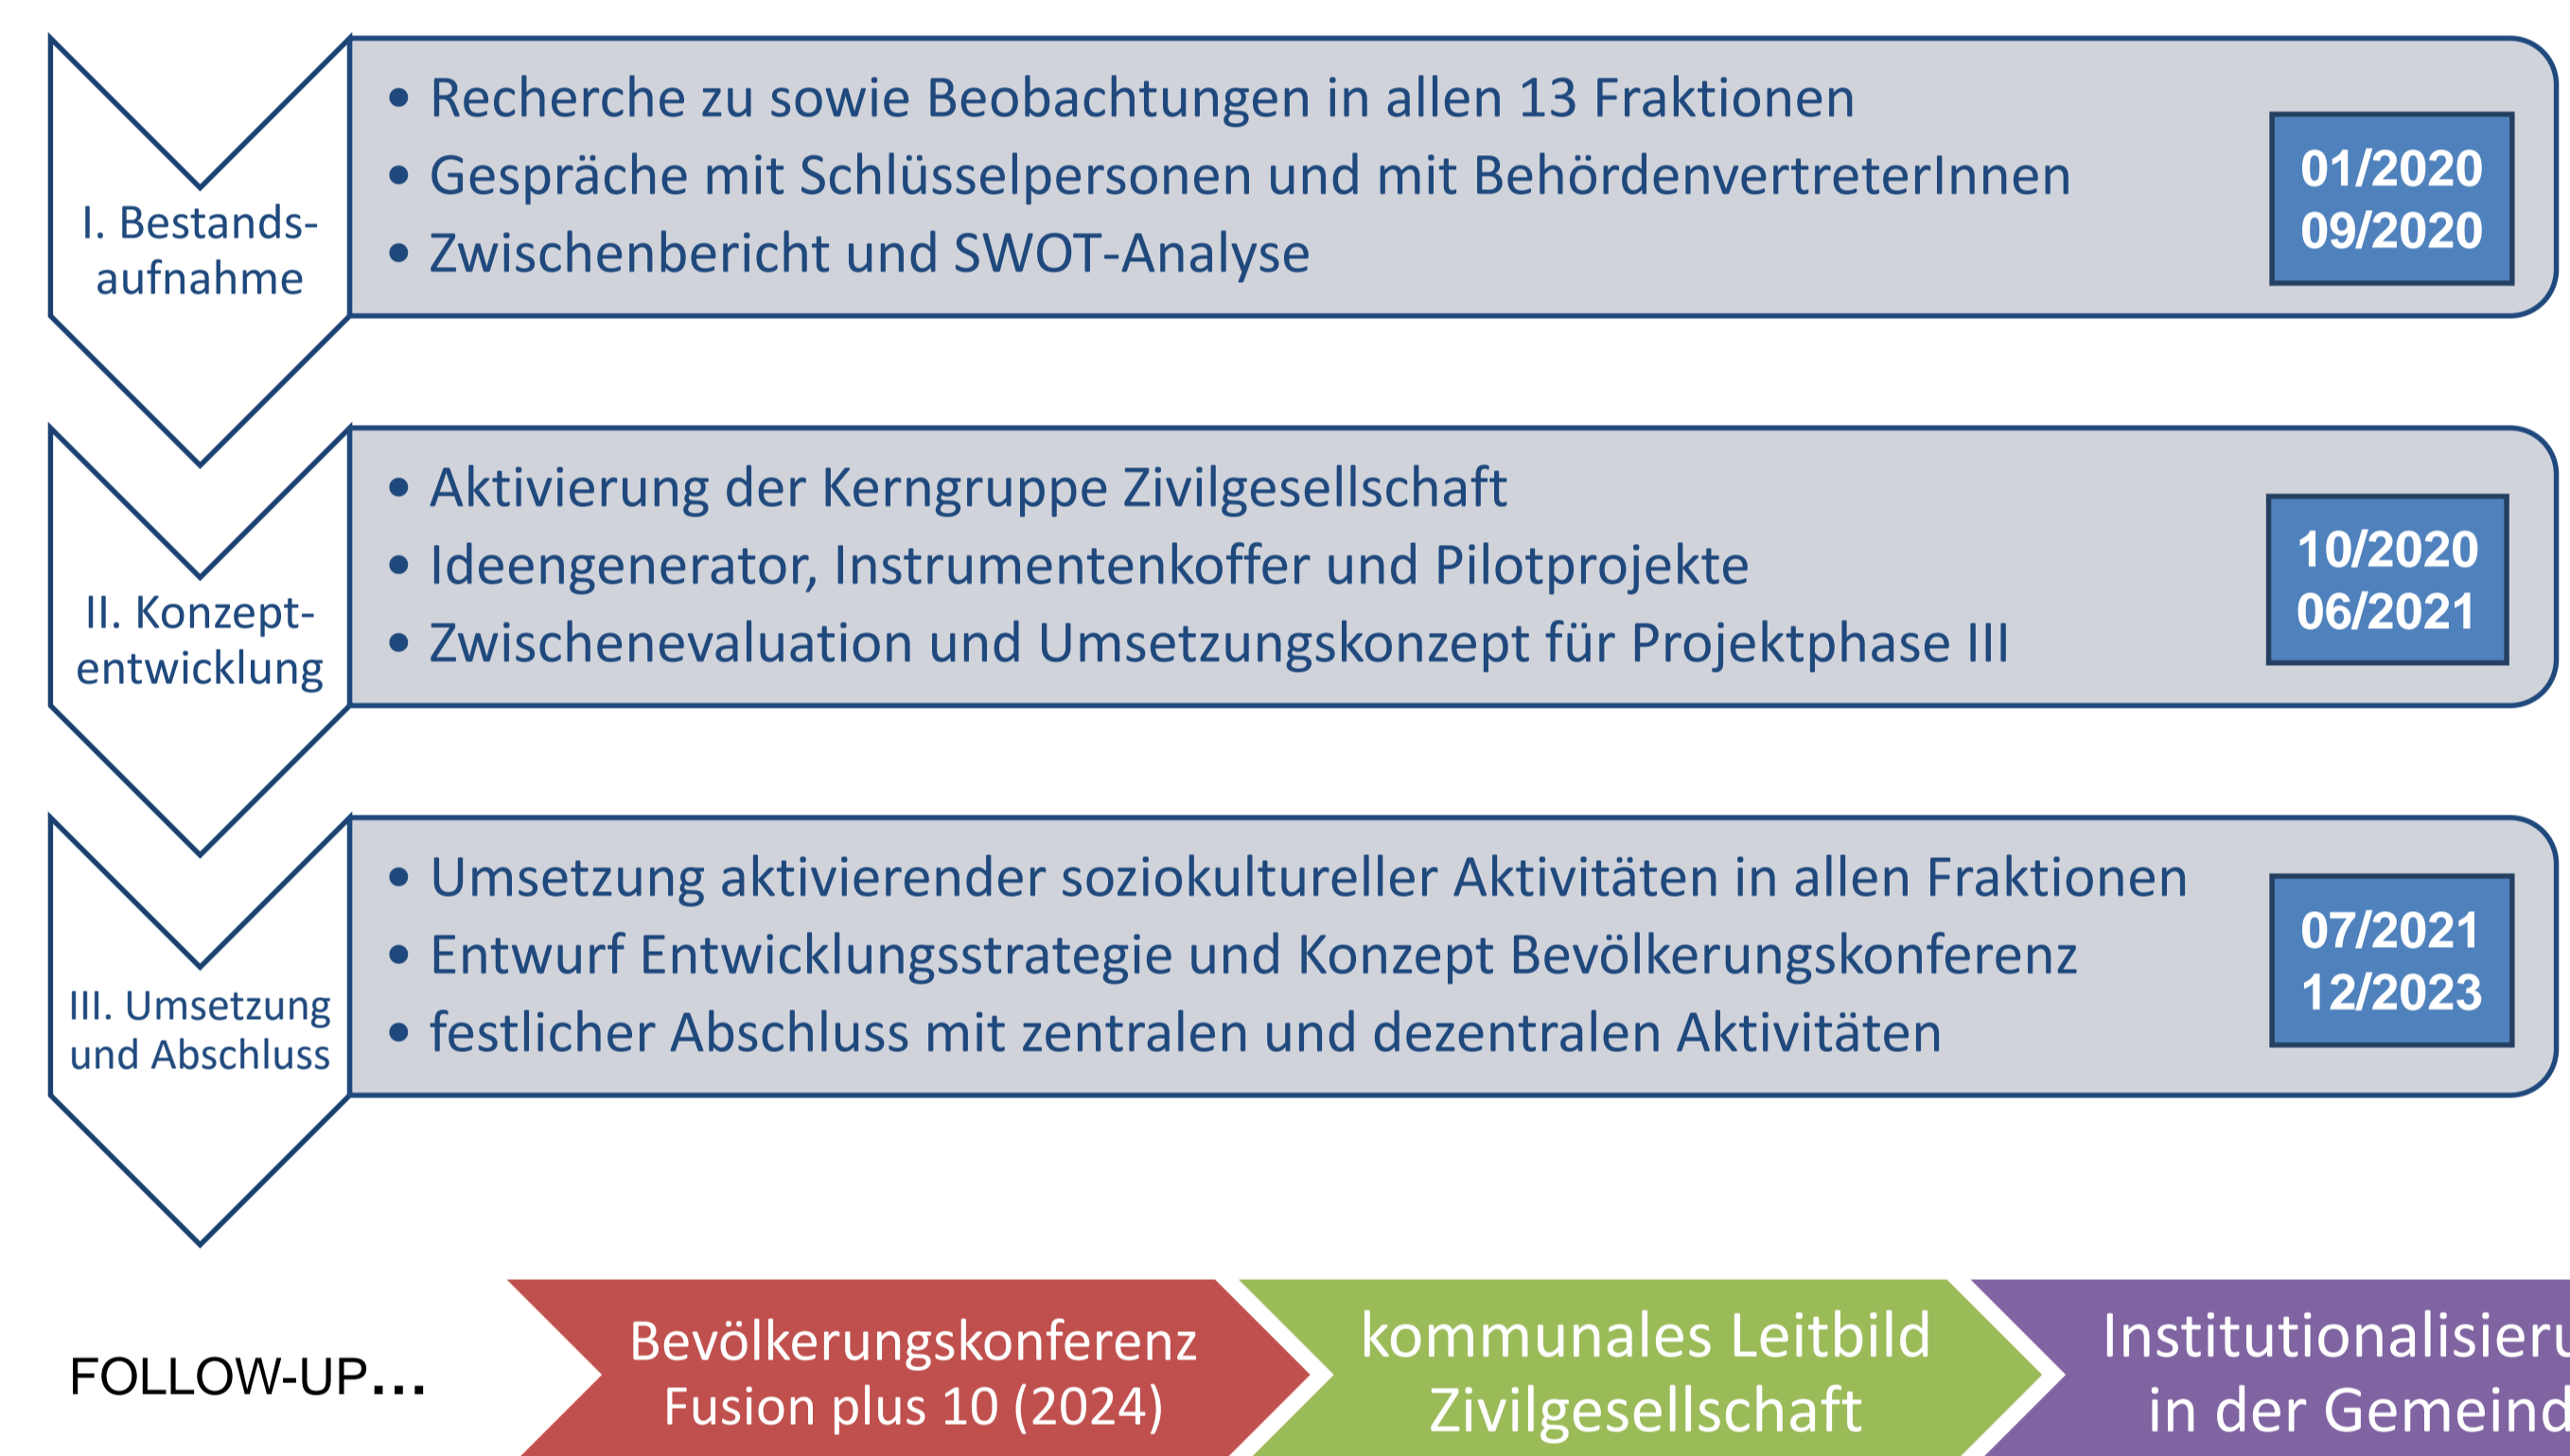 I. Bestands-
aufnahme
• Recherche zu sowie Beobachtungen in allen 13 Fraktionen
• Gespräche mit Schlüsselpersonen und mit BehördenvertreterInnen
• Zwischenbericht und SWOT-Analyse
01/2020
09/2020
II. Konzept-
entwicklung
• Aktivierung der Kerngruppe Zivilgesellschaft
• Ideengenerator, Instrumentenkoffer und Pilotprojekte
• Zwischenevaluation und Umsetzungskonzept für Projektphase III
10/2020
06/2021
III. Umsetzung
und Abschluss
• Umsetzung aktivierender soziokultureller Aktivitäten in allen Fraktionen
• Entwurf Entwicklungsstrategie und Konzept Bevölkerungskonferenz
• festlicher Abschluss mit zentralen und dezentralen Aktivitäten
07/2021
12/2023
FOLLOW-UP...
Bevölkerungskonferenz
Fusion plus 10 (2024)
kommunales Leitbild
Zivilgesellschaft
in der